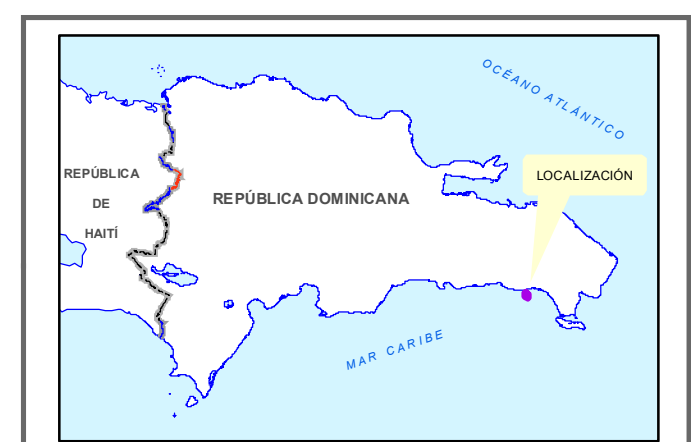 OCÉANO ATLÁNTICO
LOCALIZACIÓN
REPÚBLICA
DE
HAITÍ
REPÚBLICA DOMINICANA
MAR CARIBE